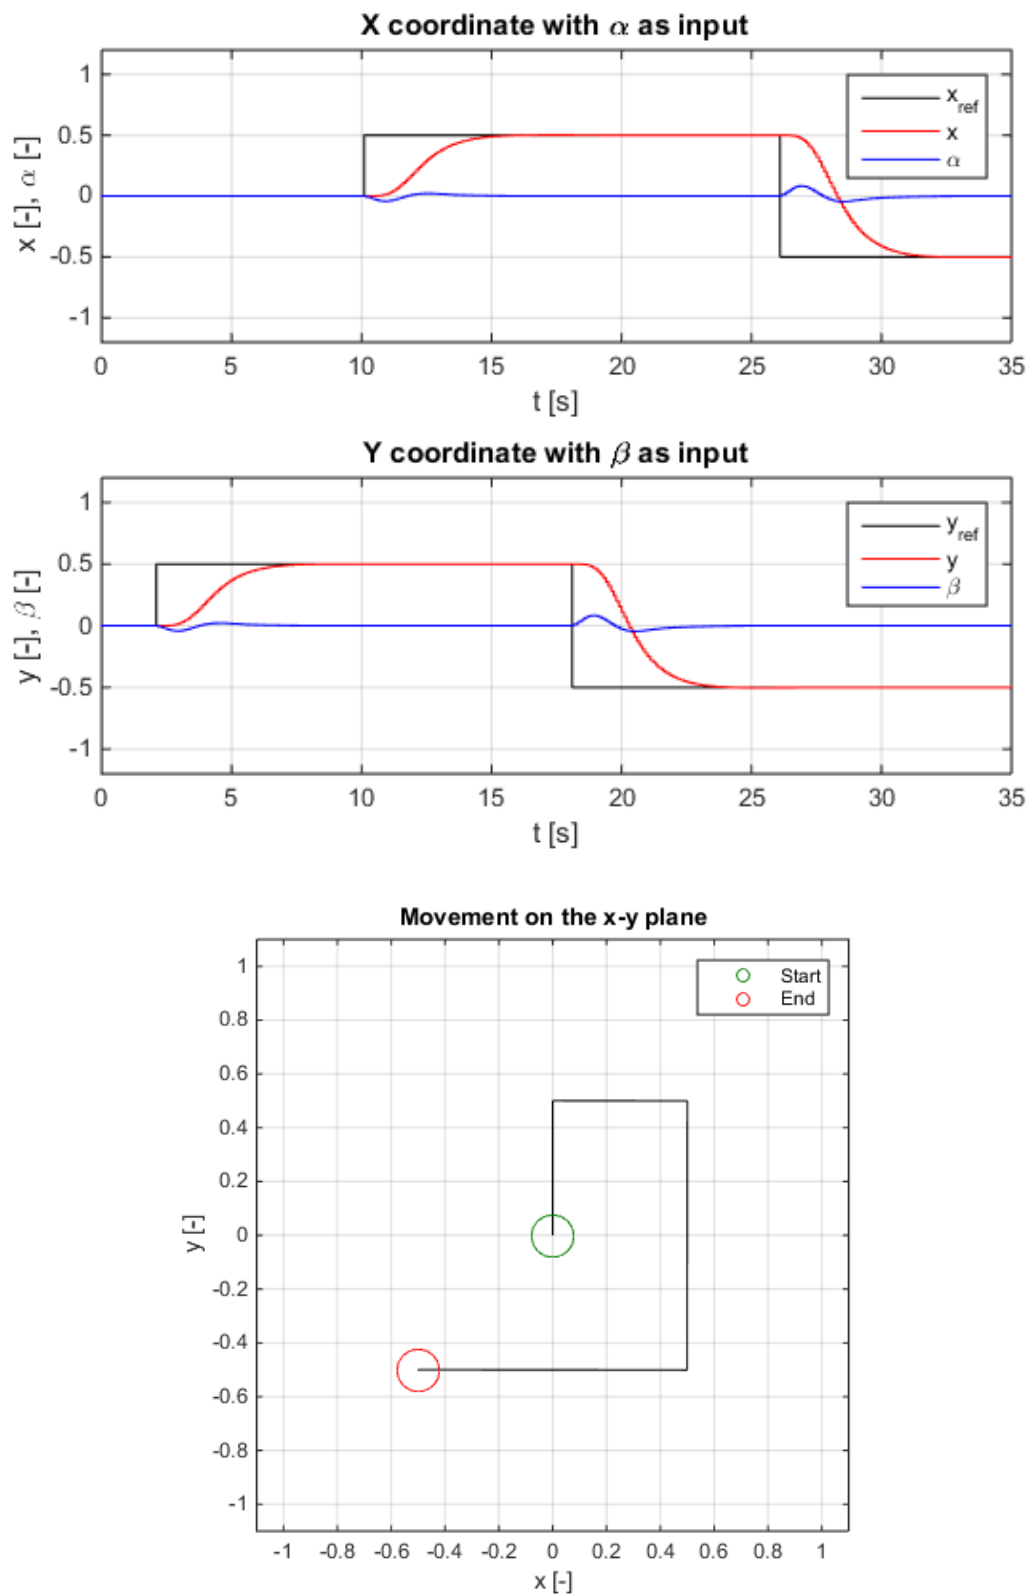 X coordinate with α as input
x [-], α [-]
1
0.5
0
-0.5
-1
x_ref
x
α
0 5 10 15 20 25 30 35
t [s]
Y coordinate with β as input
y [-], β [-]
1
0.5
0
-0.5
-1
y_ref
y
β
0 5 10 15 20 25 30 35
t [s]
Movement on the x-y plane
y [-]
1
0.8
0.6
0.4
0.2
0
-0.2
-0.4
-0.6
-0.8
-1
Start
End
-1 -0.8 -0.6 -0.4 -0.2 0 0.2 0.4 0.6 0.8 1
x [-]